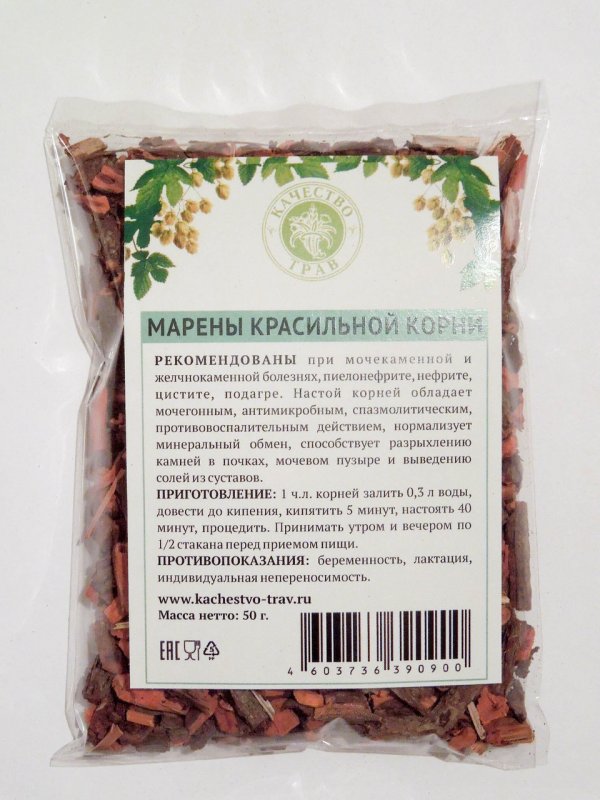 КАЧЕСТВО
ТРАВ
МАРЕНЫ КРАСИЛЬНОЙ КОРНИ
РЕКОМЕНДОВАНЫ при мочекаменной и
желчнокаменной болезнях, пиелонефрите, нефрите,
цистите, подагре. Настой корней обладает
мочегонным, антимикробным, спазмолитическим,
противовоспалительным действием, нормализует
минеральный обмен, способствует разрыхлению
камней в почках, мочевом пузыре и выведению
солей из суставов.
ПРИГОТОВЛЕНИЕ: 1 ч.л. корней залить 0,3 л воды,
довести до кипения, кипятить 5 минут, настоять 40
минут, процедить. Принимать утром и вечером по
1/2 стакана перед приемом пищи.
ПРОТИВОПОКАЗАНИЯ: беременность, лактация,
индивидуальная непереносимость.
www.kachestvo-trav.ru
Масса нетто: 50 г.
ЕАС
4 603736 390900